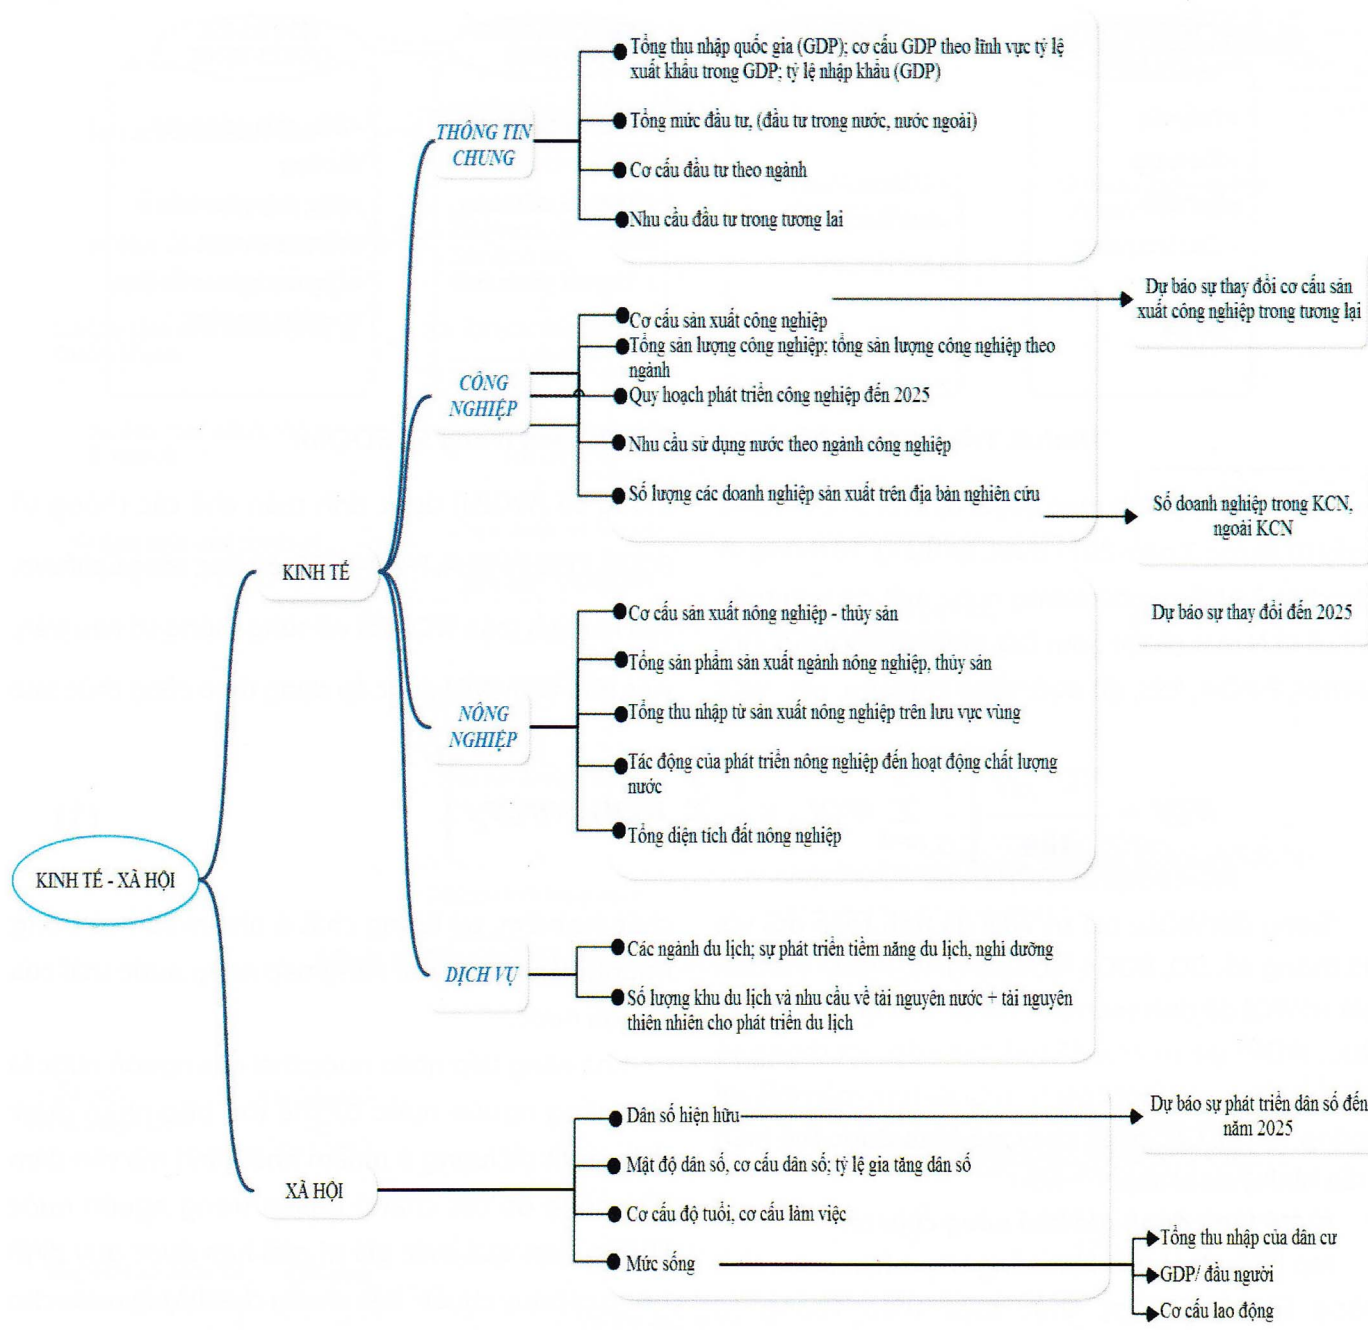 Tổng thu nhập quốc gia (GDP); cơ cấu GDP theo lĩnh vực tỷ lệ
xuất khẩu trong GDP; tỷ lệ nhập khẩu (GDP)
THÔNG TIN
CHUNG
Tổng mức đầu tư, (đầu tư trong nước, nước ngoài)
Cơ cấu đầu tư theo ngành
Nhu cầu đầu tư trong tương lai
Cơ cấu sản xuất công nghiệp
Dự báo sự thay đổi cơ cấu sản
xuất công nghiệp trong tương lại
Tổng sản lượng công nghiệp; tổng sản lượng công nghiệp theo
ngành
CÔNG
NGHIỆP
Quy hoạch phát triển công nghiệp đến 2025
Nhu cầu sử dụng nước theo ngành công nghiệp
Số lượng các doanh nghiệp sản xuất trên địa bàn nghiên cứu
Số doanh nghiệp trong KCN,
ngoài KCN
KINH TẾ
Cơ cấu sản xuất nông nghiệp - thủy sản
Dự báo sự thay đổi đến 2025
Tổng sản phẩm sản xuất ngành nông nghiệp, thủy sản
NÔNG
NGHIỆP
Tổng thu nhập từ sản xuất nông nghiệp trên lưu vực vùng
Tác động của phát triển nông nghiệp đến hoạt động chất lượng
nước
Tổng diện tích đất nông nghiệp
KINH TẾ - XÃ HỘI
DỊCH VỤ
Các ngành du lịch; sự phát triển tiềm năng du lịch, nghi dưỡng
Số lượng khu du lịch và nhu cầu về tài nguyên nước + tài nguyên
thiên nhiên cho phát triển du lịch
Dân số hiện hữu
Dự báo sự phát triển dân số đến
năm 2025
XÃ HỘI
Mật độ dân số, cơ cấu dân số; tỷ lệ gia tăng dân số
Cơ cấu độ tuổi, cơ cấu làm việc
Mức sống
Tổng thu nhập của dân cư
GDP/ đầu người
Cơ cấu lao động